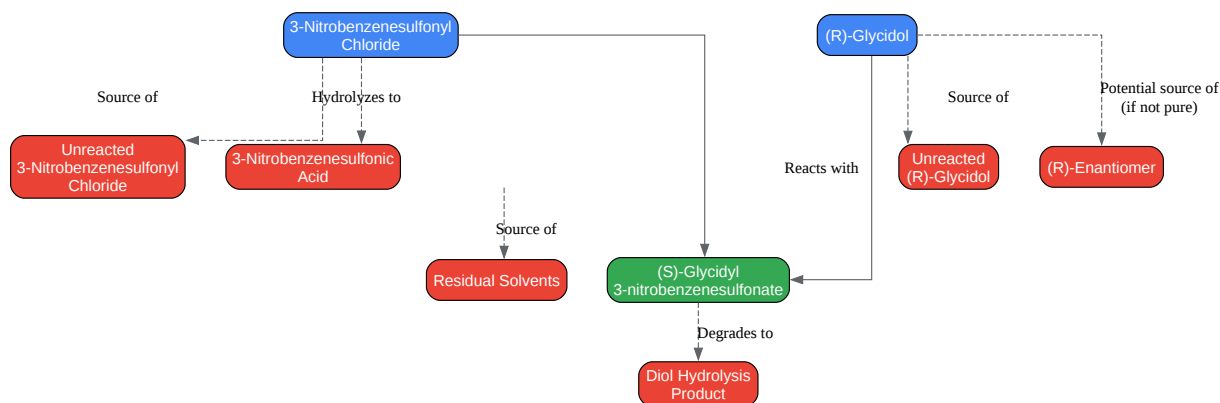 3-Nitrobenzenesulfonyl
Chloride
(R)-Glycidol
Source of
Hydrolyzes to
Source of
Potential source of
(if not pure)
Unreacted
3-Nitrobenzenesulfonyl
Chloride
3-Nitrobenzenesulfonic
Acid
Reacts with
Unreacted
(R)-Glycidol
(R)-Enantiomer
Source of
Residual Solvents
(S)-Glycidyl
3-nitrobenzenesulfonate
Degrades to
Diol Hydrolysis
Product